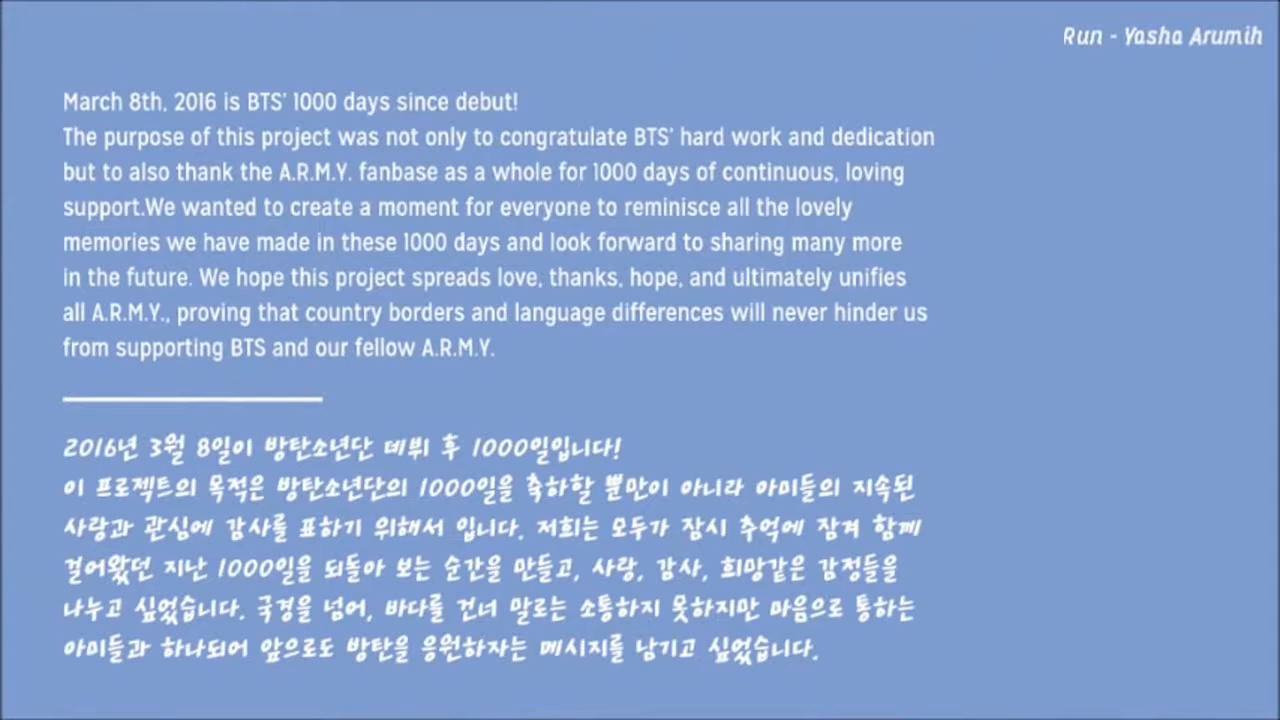 Run - Yasha Arumih
March 8th, 2016 is BTS' 1000 days since debut!
The purpose of this project was not only to congratulate BTS' hard work and dedication
but to also thank the A.R.M.Y. fanbase as a whole for 1000 days of continuous, loving
support.We wanted to create a moment for everyone to reminisce all the lovely
memories we have made in these 1000 days and look forward to sharing many more
in the future. We hope this project spreads love, thanks, hope, and ultimately unifies
all A.R.M.Y., proving that country borders and language differences will never hinder us
from supporting BTS and our fellow A.R.M.Y.
2016년 3월 8일이 방탄소년단 데뷔 후 1000일입니다!
이 프로젝트의 목적은 방탄소년단의 1000일을 축하할 뿐만이 아니라 아미들의 지속된
사랑과 관심에 감사를 표하기 위해서 입니다. 저희는 모두가 잠시 추억에 잠겨 함께
걸어왔던 지난 1000일을 되돌아 보는 순간을 만들고, 사랑, 감사, 희망같은 감정들을
나누고 싶었습니다. 국경을 넘어, 바다를 건너 말로는 소통하지 못하지만 마음으로 통하는
아미들과 하나되어 앞으로도 방탄을 응원하자는 메시지를 남기고 싶었습니다.